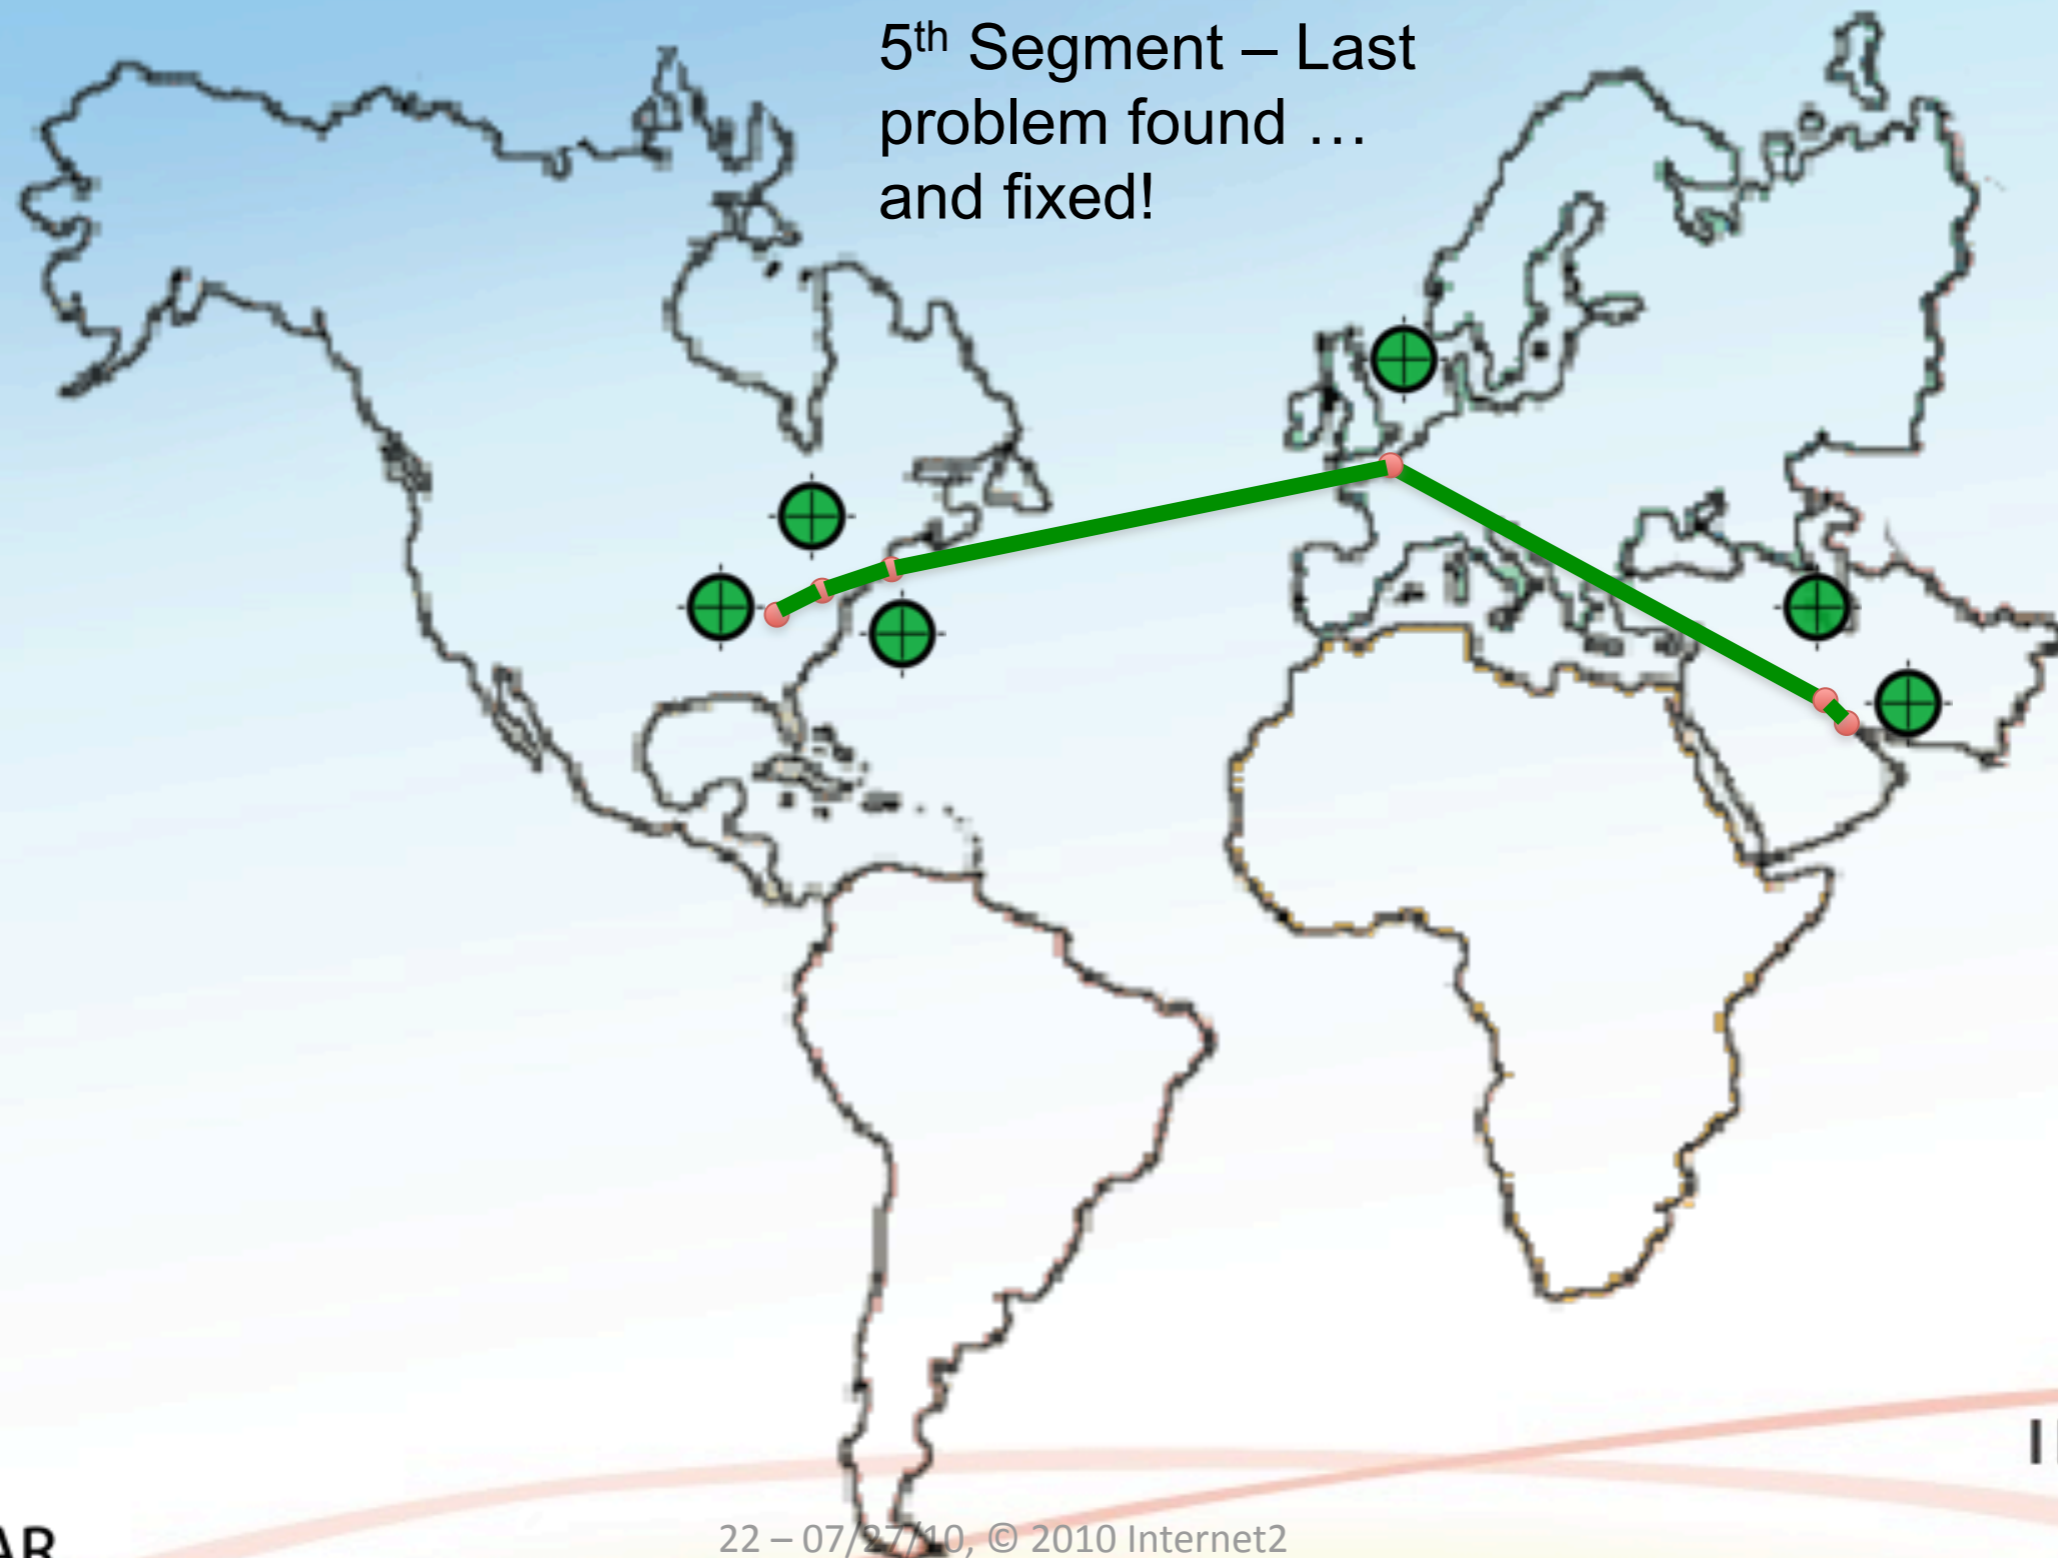 5th Segment – Last
problem found …
and fixed!
22 – 07/27/10, © 2010 Internet2